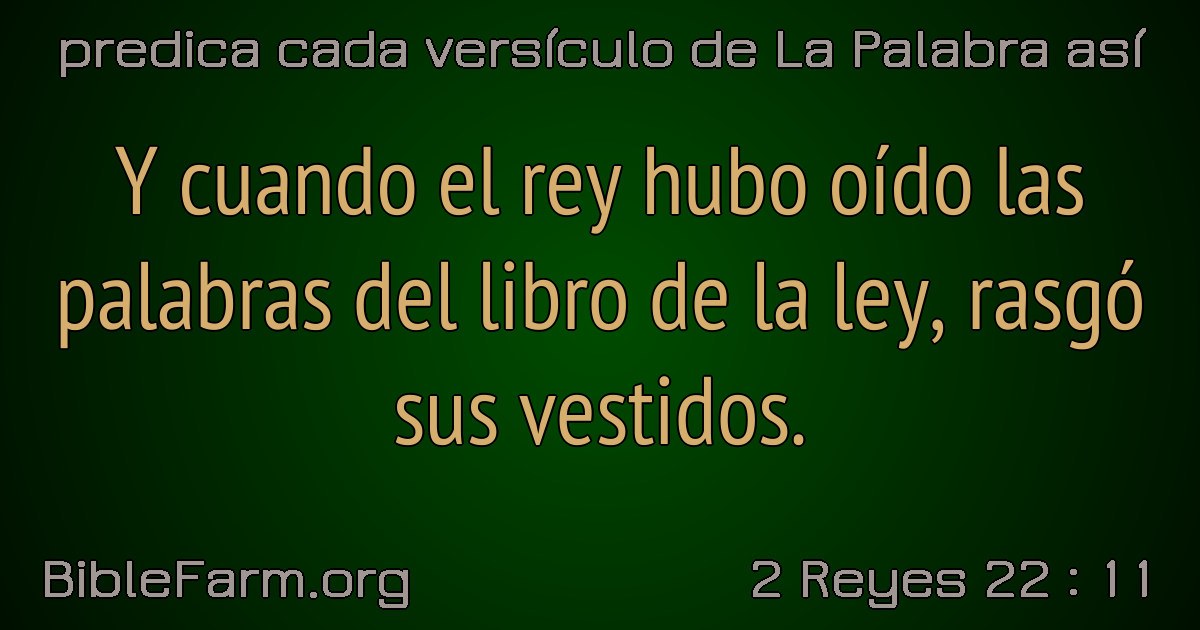 predica cada versículo de La Palabra así
Y cuando el rey hubo oído las
palabras del libro de la ley, rasgó
sus vestidos.
BibleFarm.org
2 Reyes 22 : 11